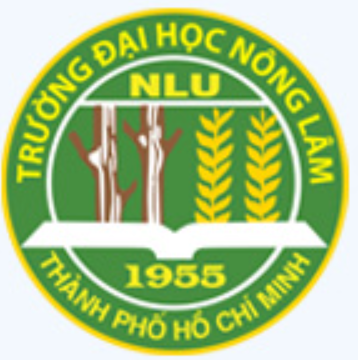 TRƯỜNG ĐẠI HỌC NÔNG LÂM
NLU
1955
THÀNH PHỐ HỒ CHÍ MINH